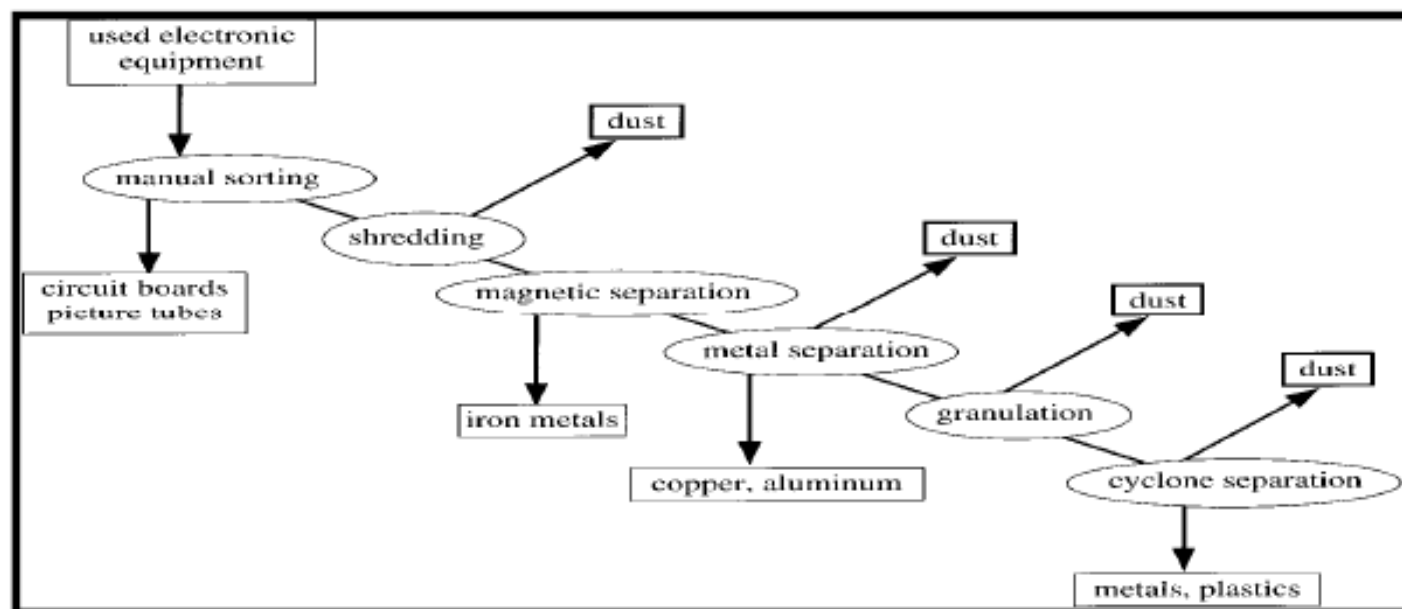 used electronic
equipment
dust
manual sorting
shredding
dust
circuit boards
picture tubes
magnetic separation
dust
metal separation
dust
iron metals
granulation
copper, aluminum
cyclone separation
metals, plastics